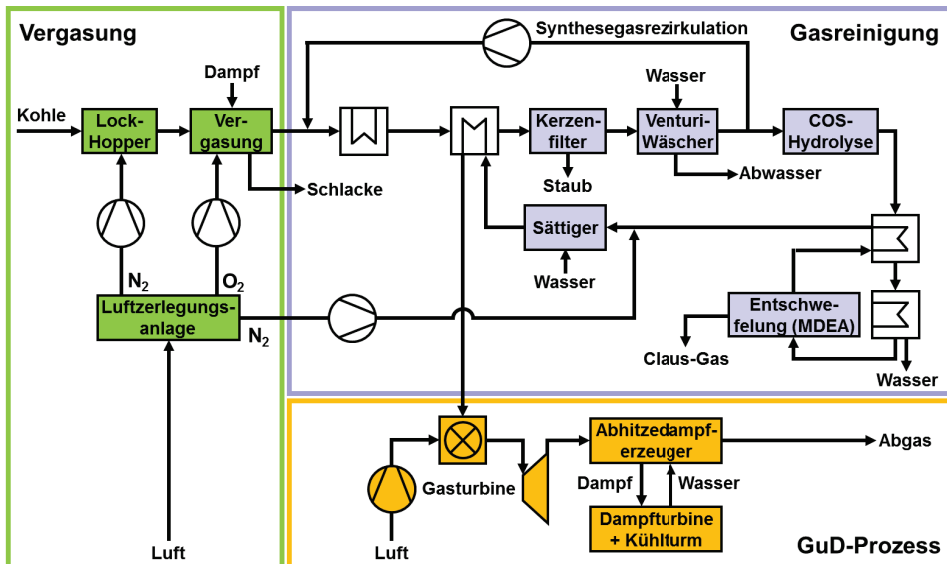 Vergasung
Synthesegasrezirkulation
Gasreinigung
Dampf
Wasser
Kohle
Lock-
Hopper
Ver-
gasung
Kerzen-
filter
Venturi-
Wäscher
COS-
Hydrolyse
Schlacke
Staub
Abwasser
Sättiger
Wasser
N2
O2
Luftzerlegungs-
anlage
N2
Entschwe-
felung (MDEA)
Claus-Gas
Wasser
Abhitzedampf-
erzeuger
Abgas
Gasturbine
Dampf
Wasser
Dampfturbine
+ Kühlturm
Luft
Luft
GuD-Prozess